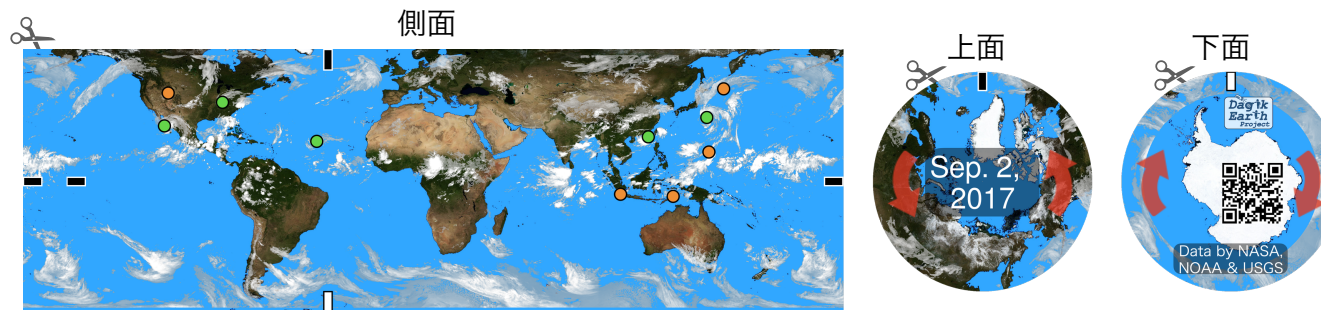 側面
上面
下面
Sep. 2,
2017
Dagik
Earth
Project
Data by NASA,
NOAA & USGS